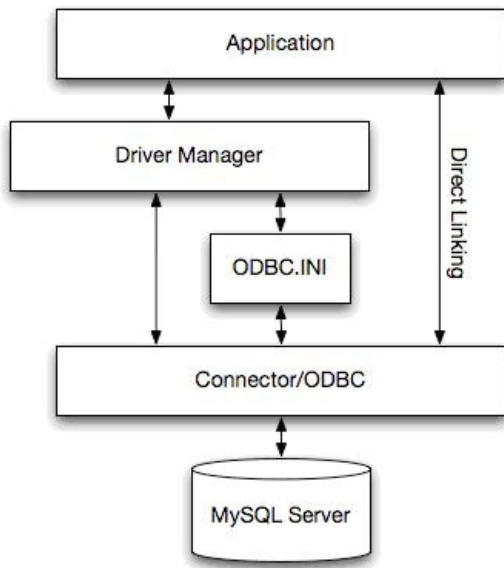 Application
Driver Manager
Direct Linking
ODBC.INI
Connector/ODBC
MySQL Server